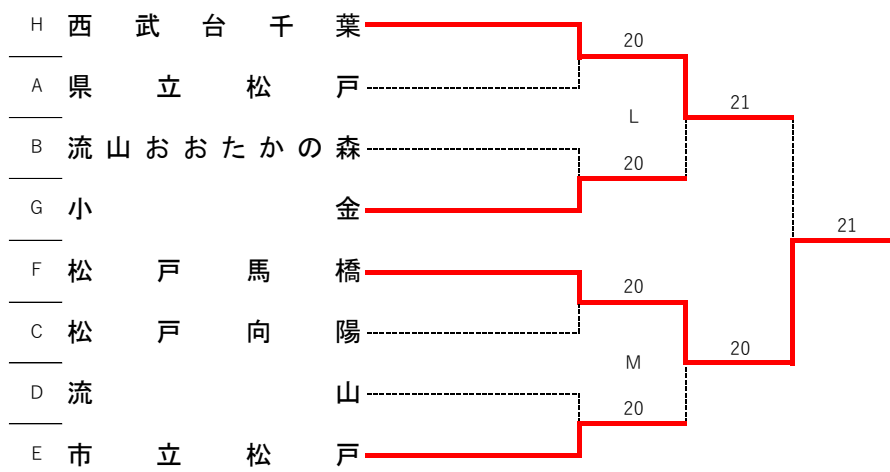 H 西武台千葉
20
A 県立松戸
21
L
B 流山おおたかの森
20
G 小金
21
F 松戸馬橋
20
C 松戸向陽
20
M
D 流山
20
E 市立松戸